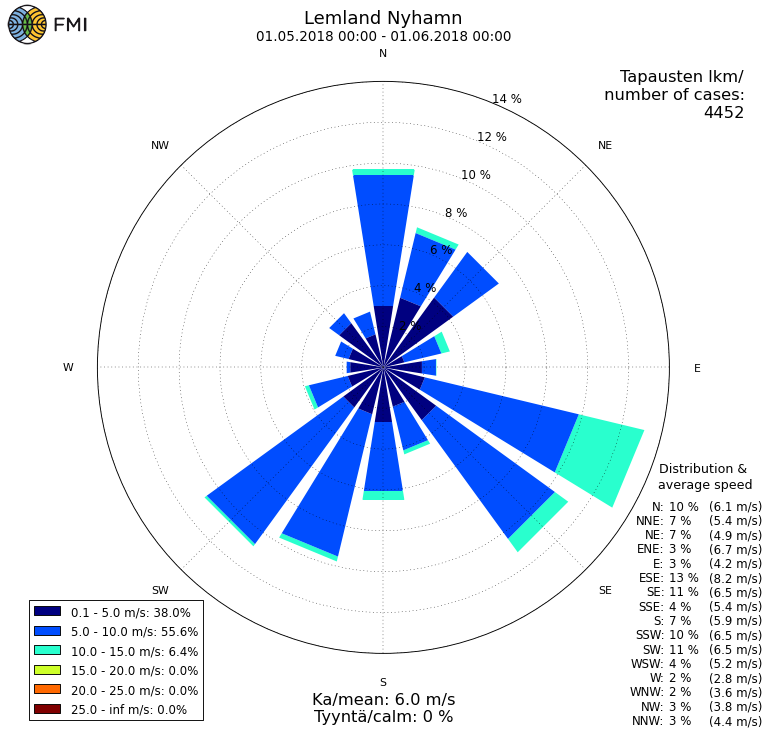 FMI
Lemland Nyhamn
01.05.2018 00:00 - 01.06.2018 00:00
N
Tapausten lkm/
number of cases:
4452
14 %
12 %
10 %
8 %
6 %
4 %
2 %
NW
NE
W
E
SW
SE
S
Distribution &
average speed
N: 10 % (6.1 m/s)
NNE: 7 % (5.4 m/s)
NE: 7 % (4.9 m/s)
ENE: 3 % (6.7 m/s)
E: 3 % (4.2 m/s)
ESE: 13 % (8.2 m/s)
SE: 11 % (6.5 m/s)
SSE: 4 % (5.4 m/s)
S: 7 % (5.9 m/s)
SSW: 10 % (6.5 m/s)
SW: 11 % (6.5 m/s)
WSW: 4 % (5.2 m/s)
W: 2 % (2.8 m/s)
WNW: 2 % (3.6 m/s)
NW: 3 % (3.8 m/s)
NNW: 3 % (4.4 m/s)
0.1 - 5.0 m/s: 38.0%
5.0 - 10.0 m/s: 55.6%
10.0 - 15.0 m/s: 6.4%
15.0 - 20.0 m/s: 0.0%
20.0 - 25.0 m/s: 0.0%
25.0 - inf m/s: 0.0%
Ka/mean: 6.0 m/s
Tyyntä/calm: 0 %